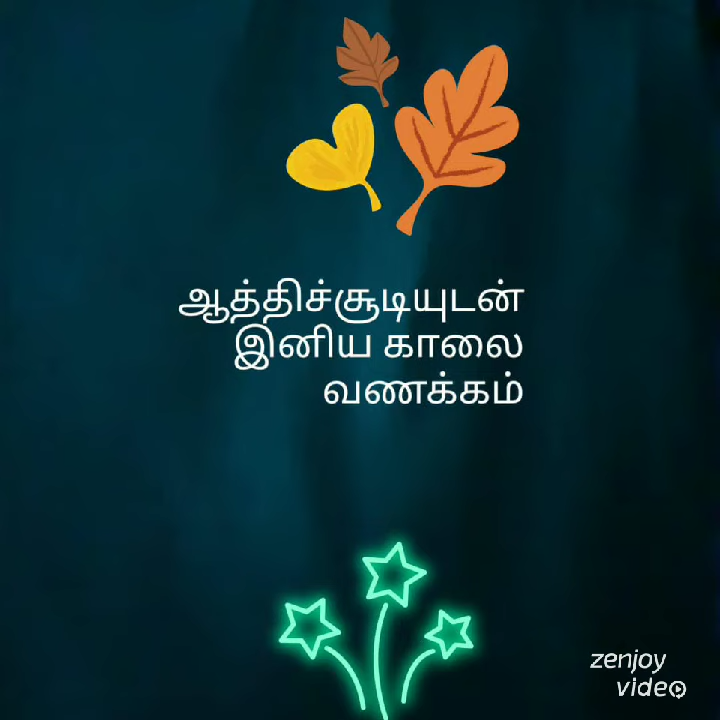 ஆத்திச்சூடியுடன்
இனிய காலை
வணக்கம்
zenjoy
video